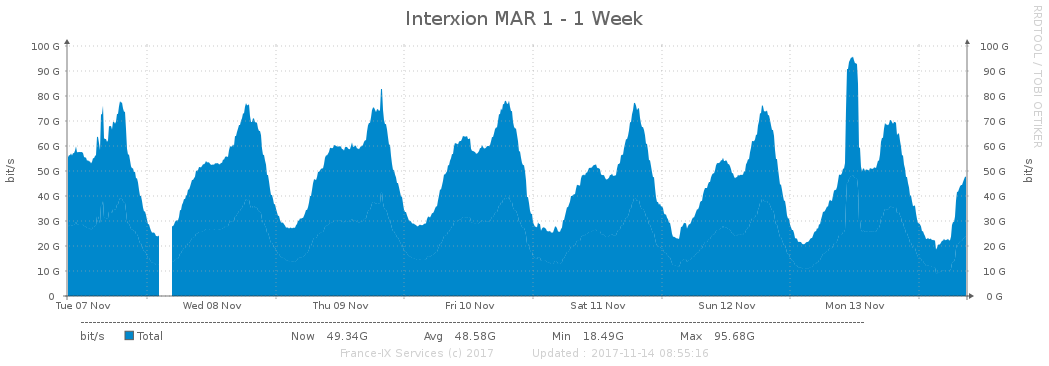 Interxion MAR 1 - 1 Week
RRDTOOL / TOBI OETIKER
100 G 100 G
90 G 90 G
80 G 80 G
70 G 70 G
60 G 60 G
50 G 50 G
40 G 40 G
30 G 30 G
20 G 20 G
10 G 10 G
0 0 G
bit/s bit/s
Tue 07 Nov Wed 08 Nov Thu 09 Nov Fri 10 Nov Sat 11 Nov Sun 12 Nov Mon 13 Nov
bit/s Total Now 49.34G Avg 48.58G Min 18.49G Max 95.68G
France-IX Services (c) 2017 Updated : 2017-11-14 08:55:16